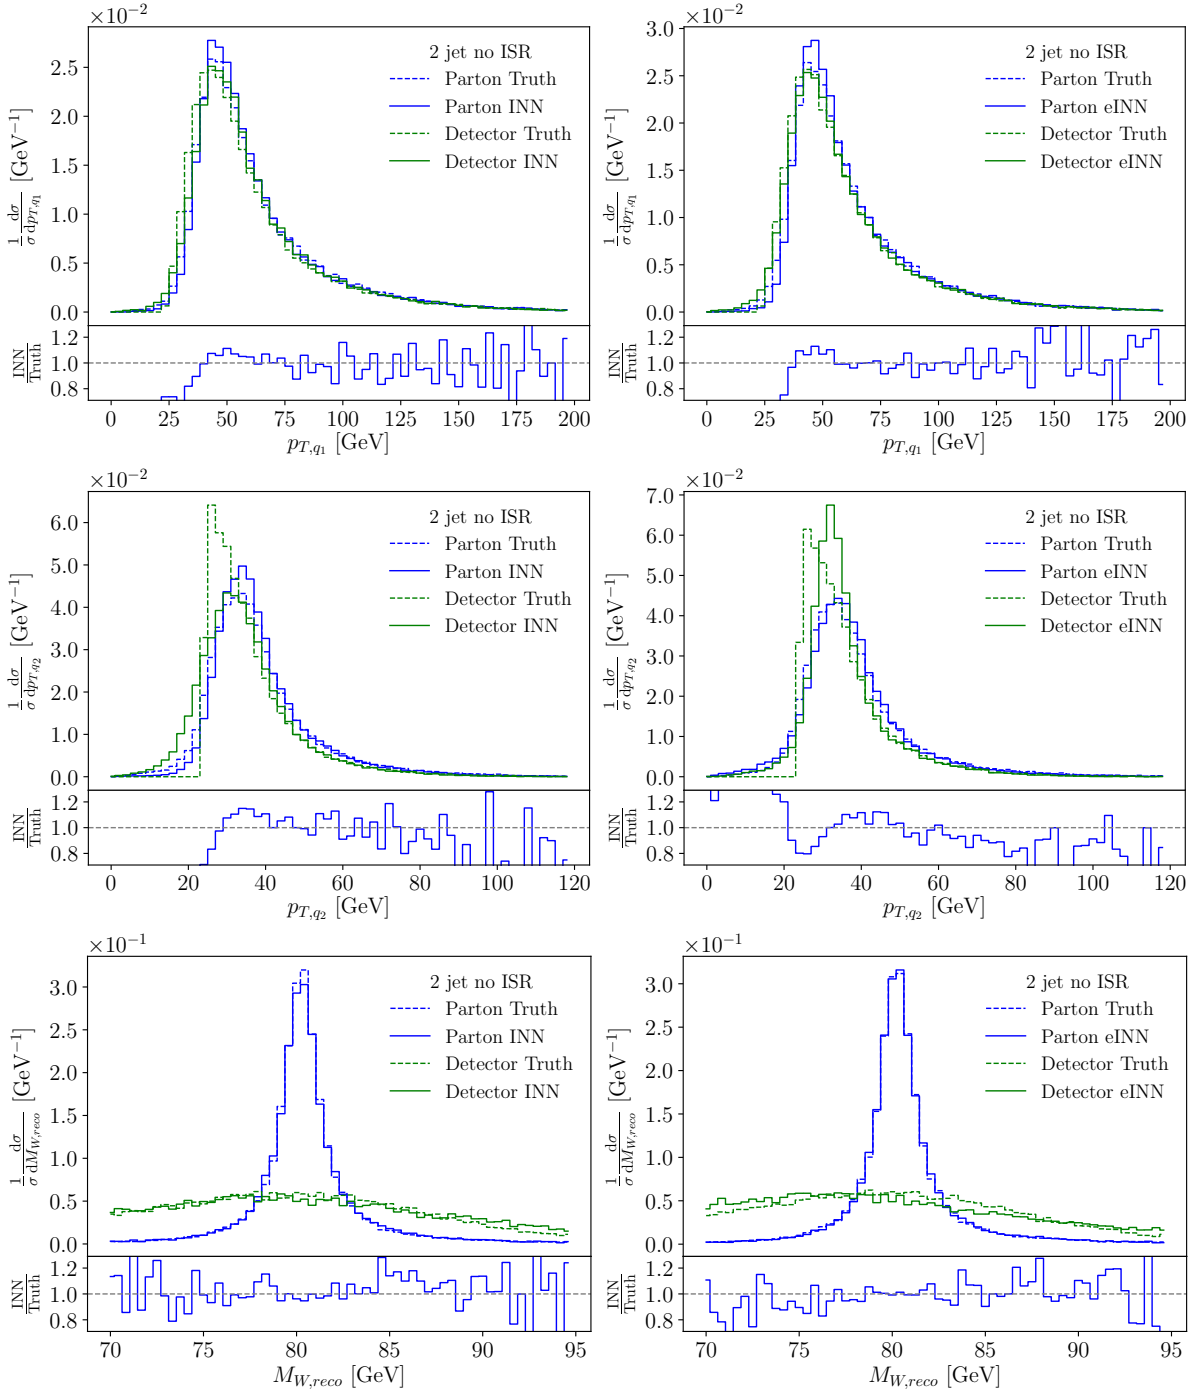 ×10⁻²
2 jet no ISR
Parton Truth
Parton INN
Detector Truth
Detector INN
2.5
2.0
1.5
1.0
0.5
0.0
1/σ dσ/dp_{T,q₁} [GeV⁻¹]
1.2
1.0
0.8
INN/Truth
0 25 50 75 100 125 150 175 200
p_{T,q₁} [GeV]
×10⁻²
2 jet no ISR
Parton Truth
Parton eINN
Detector Truth
Detector eINN
3.0
2.5
2.0
1.5
1.0
0.5
0.0
1/σ dσ/dp_{T,q₁} [GeV⁻¹]
1.2
1.0
0.8
INN/Truth
0 25 50 75 100 125 150 175 200
p_{T,q₁} [GeV]
×10⁻²
2 jet no ISR
Parton Truth
Parton INN
Detector Truth
Detector INN
6.0
5.0
4.0
3.0
2.0
1.0
0.0
1/σ dσ/dp_{T,q₂} [GeV⁻¹]
1.2
1.0
0.8
INN/Truth
0 20 40 60 80 100 120
p_{T,q₂} [GeV]
×10⁻²
2 jet no ISR
Parton Truth
Parton eINN
Detector Truth
Detector eINN
7.0
6.0
5.0
4.0
3.0
2.0
1.0
0.0
1/σ dσ/dp_{T,q₂} [GeV⁻¹]
1.2
1.0
0.8
INN/Truth
0 20 40 60 80 100 120
p_{T,q₂} [GeV]
×10⁻¹
2 jet no ISR
Parton Truth
Parton INN
Detector Truth
Detector INN
3.0
2.5
2.0
1.5
1.0
0.5
0.0
1/σ dσ/dM_{W,reco} [GeV⁻¹]
1.2
1.0
0.8
INN/Truth
70 75 80 85 90 95
M_{W,reco} [GeV]
×10⁻¹
2 jet no ISR
Parton Truth
Parton eINN
Detector Truth
Detector eINN
3.0
2.5
2.0
1.5
1.0
0.5
0.0
1/σ dσ/dM_{W,reco} [GeV⁻¹]
1.2
1.0
0.8
INN/Truth
70 75 80 85 90 95
M_{W,reco} [GeV]